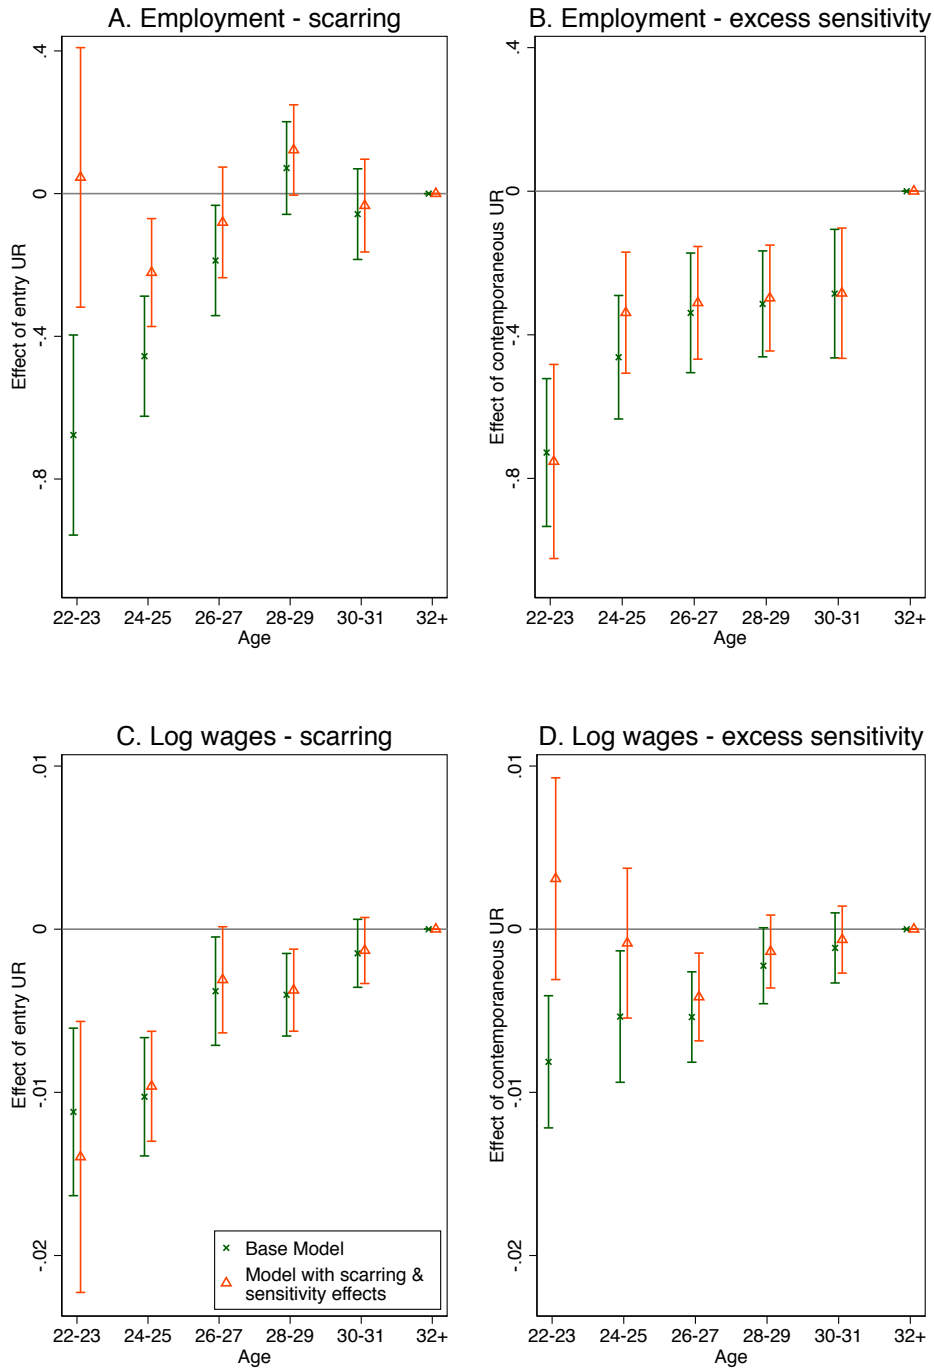 A. Employment - scarring
Effect of entry UR
.4
0
-.4
-.8
22-23 24-25 26-27 28-29 30-31 32+
Age
B. Employment - excess sensitivity
Effect of contemporaneous UR
.4
0
-.4
-.8
22-23 24-25 26-27 28-29 30-31 32+
Age
C. Log wages - scarring
Effect of entry UR
.01
0
-.01
-.02
Base Model
Model with scarring &
sensitivity effects
22-23 24-25 26-27 28-29 30-31 32+
Age
D. Log wages - excess sensitivity
Effect of contemporaneous UR
.01
0
-.01
-.02
22-23 24-25 26-27 28-29 30-31 32+
Age